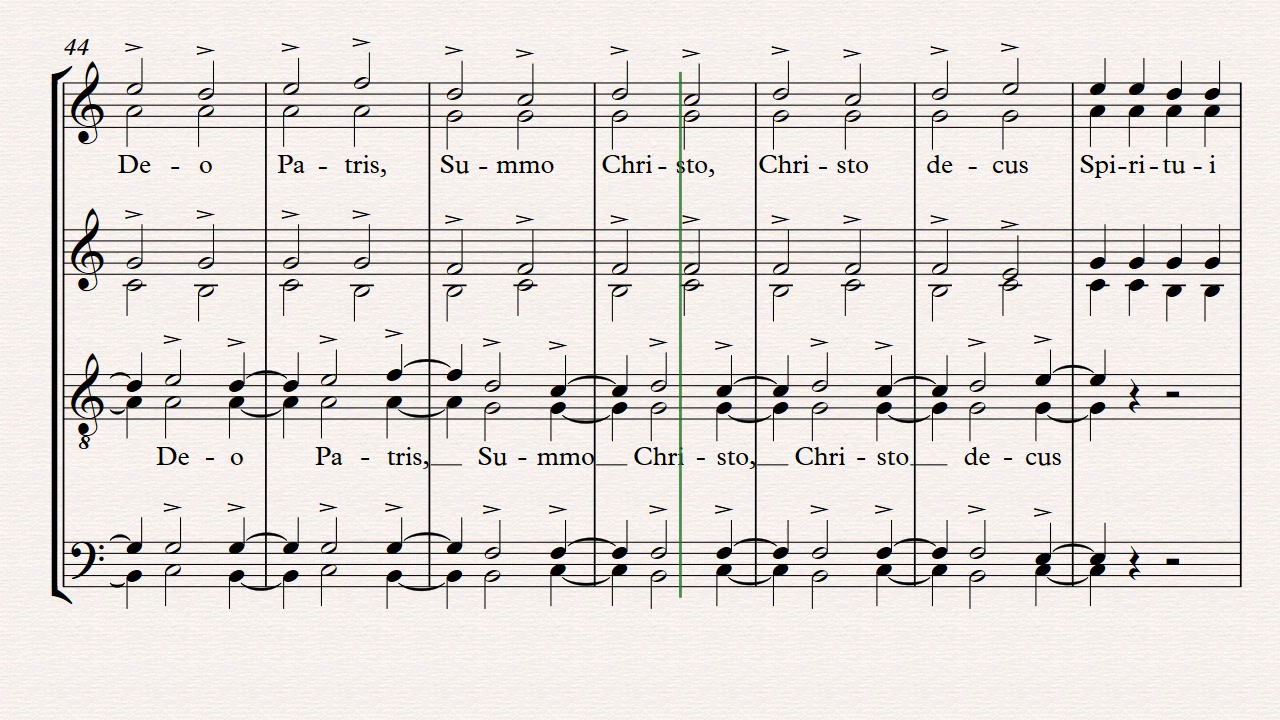 44
De - o Pa - tris, Su - mmo Chri - sto, Chri - sto de - cus Spi - ri - tu - i
8
De - o Pa - tris, Su - mmo Chri - sto, Chri - sto de - cus